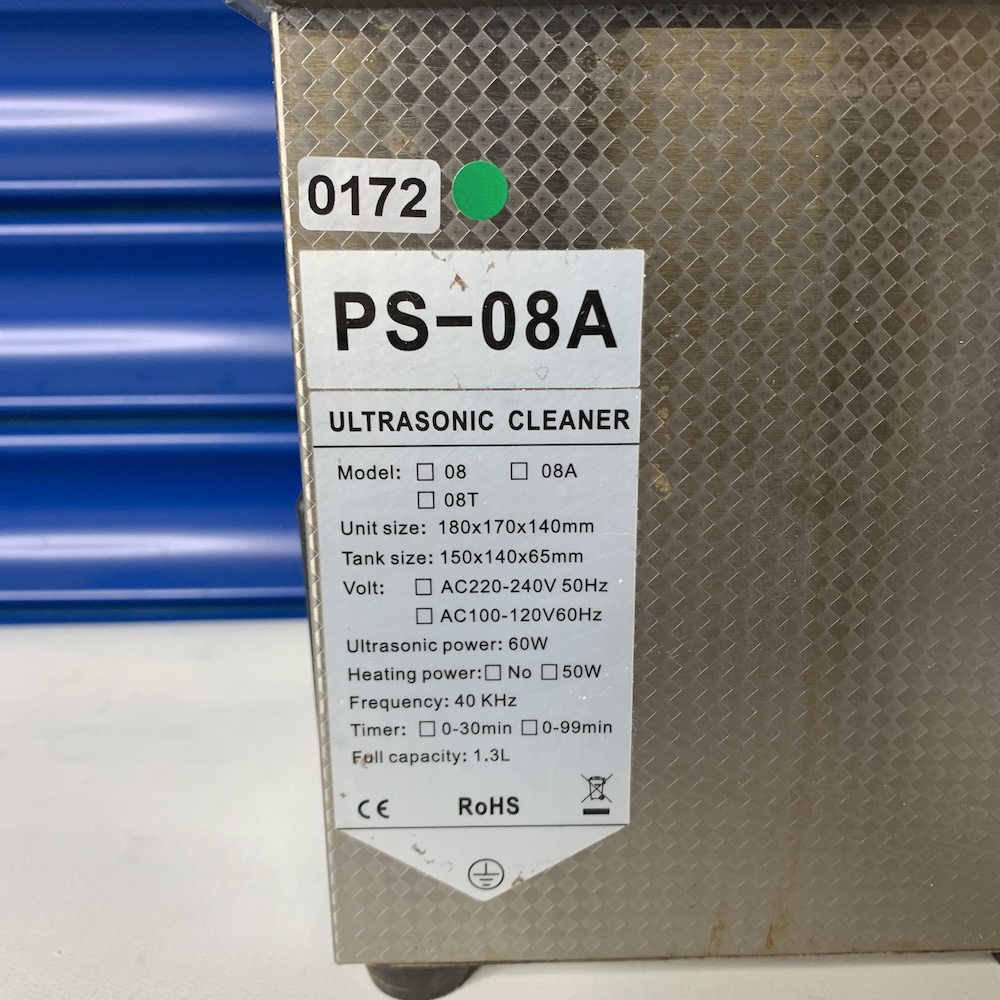 0172
PS-08A
ULTRASONIC CLEANER
Model: ☐ 08 ☐ 08A
☐ 08T
Unit size: 180x170x140mm
Tank size: 150x140x65mm
Volt: ☐ AC220-240V 50Hz
☐ AC100-120V60Hz
Ultrasonic power: 60W
Heating power:☐ No ☐ 50W
Frequency: 40 KHz
Timer: ☐ 0-30min ☐ 0-99min
Full capacity: 1.3L
CE RoHS